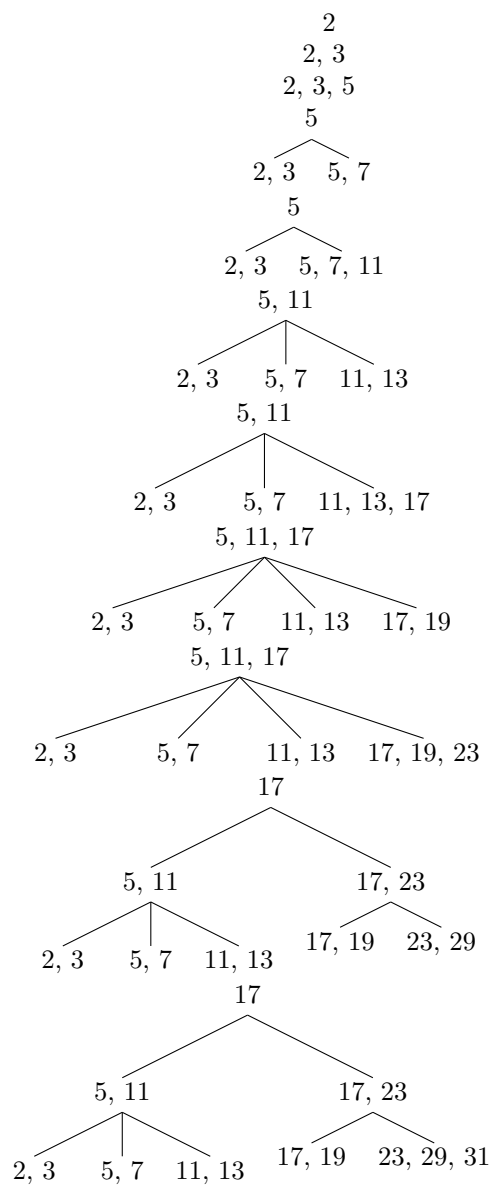 2
2, 3
2, 3, 5
5
2, 3 5, 7
5
2, 3 5, 7, 11
5, 11
2, 3 5, 7 11, 13
5, 11
2, 3 5, 7 11, 13, 17
5, 11, 17
2, 3 5, 7 11, 13 17, 19
5, 11, 17
2, 3 5, 7 11, 13 17, 19, 23
17
5, 11 17, 23
2, 3 5, 7 11, 13 17, 19 23, 29
17
5, 11 17, 23
2, 3 5, 7 11, 13 17, 19 23, 29, 31